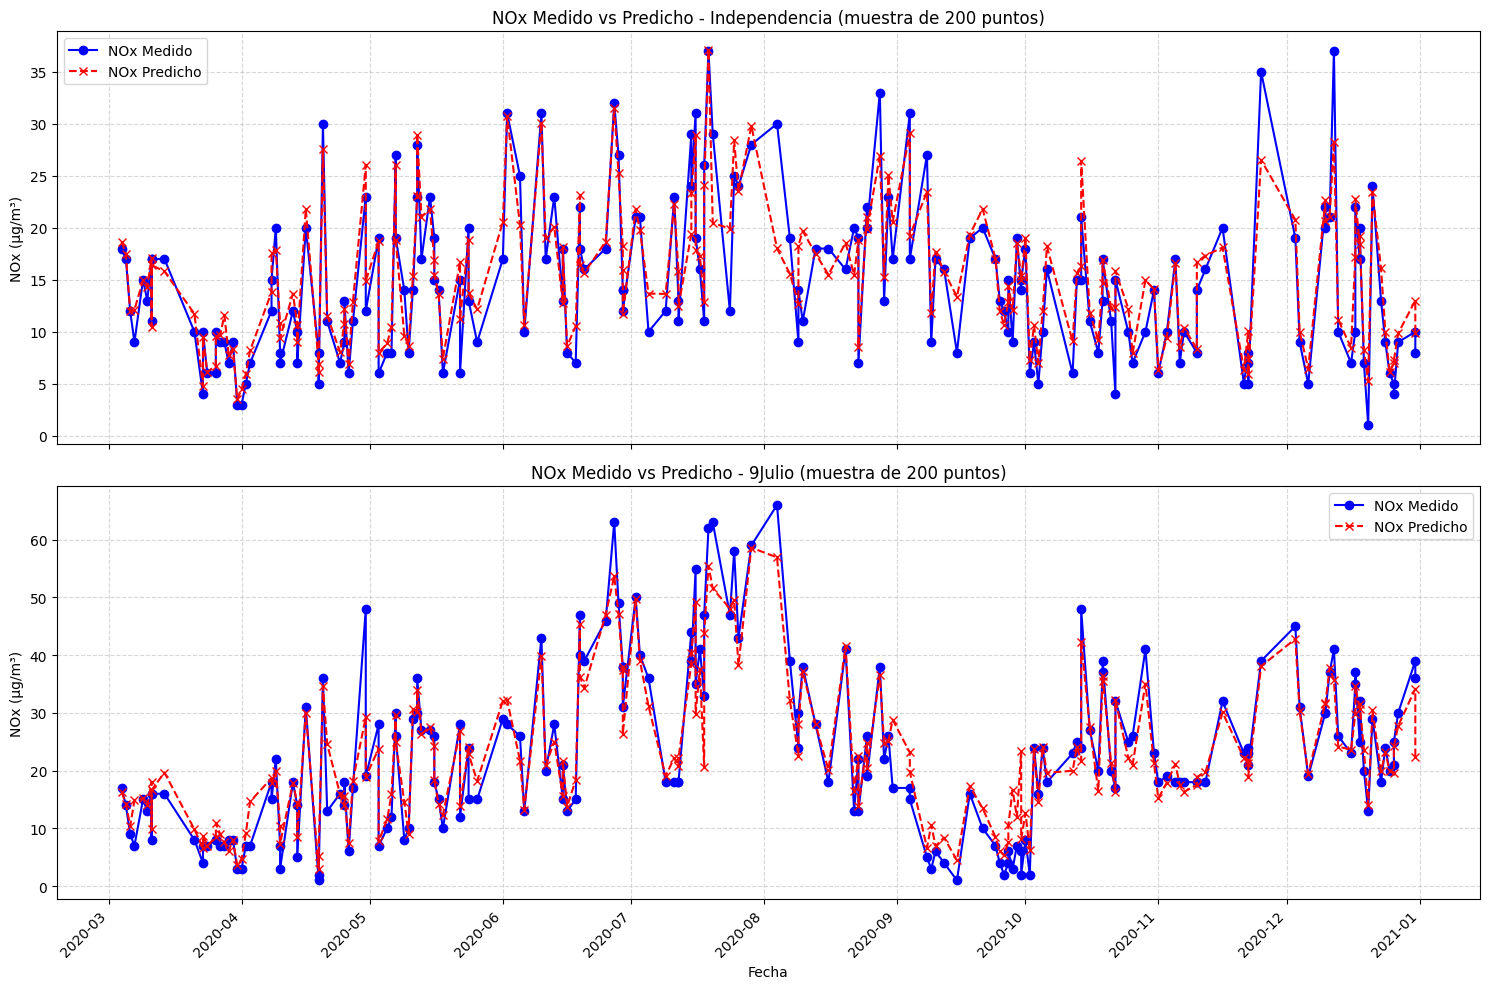 NOx Medido vs Predicho - Independencia (muestra de 200 puntos)
NOx Medido
NOx Predicho
NOx (µg/m³)
35
30
25
20
15
10
5
0
NOx Medido vs Predicho - 9Julio (muestra de 200 puntos)
NOx Medido
NOx Predicho
NOx (µg/m³)
60
50
40
30
20
10
0
2020-03
2020-04
2020-05
2020-06
2020-07
2020-08
2020-09
2020-10
2020-11
2020-12
2021-01
Fecha